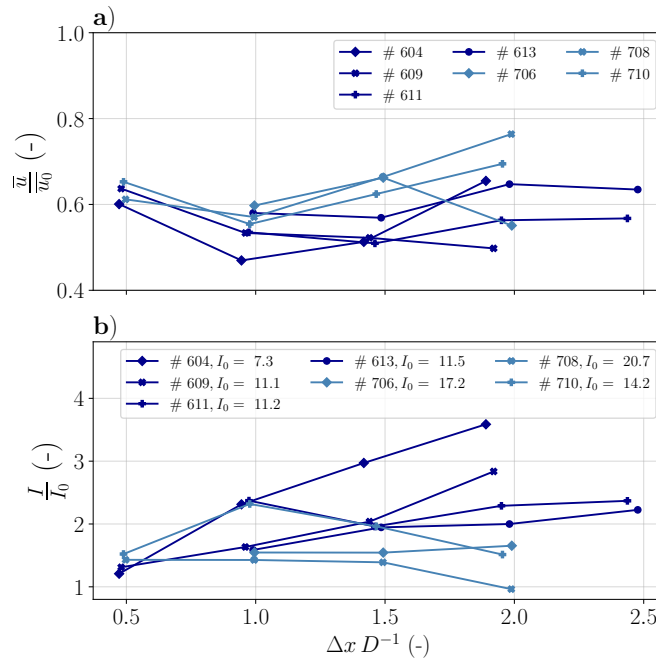 a)
1.0
0.8
0.6
0.4
u̅ / u̅₀ (-)
# 604 # 613 # 708
# 609 # 706 # 710
# 611
b)
# 604, I₀ = 7.3 # 613, I₀ = 11.5 # 708, I₀ = 20.7
# 609, I₀ = 11.1 # 706, I₀ = 17.2 # 710, I₀ = 14.2
# 611, I₀ = 11.2
4
3
2
1
I / I₀ (-)
0.5 1.0 1.5 2.0 2.5
Δx D⁻¹ (-)